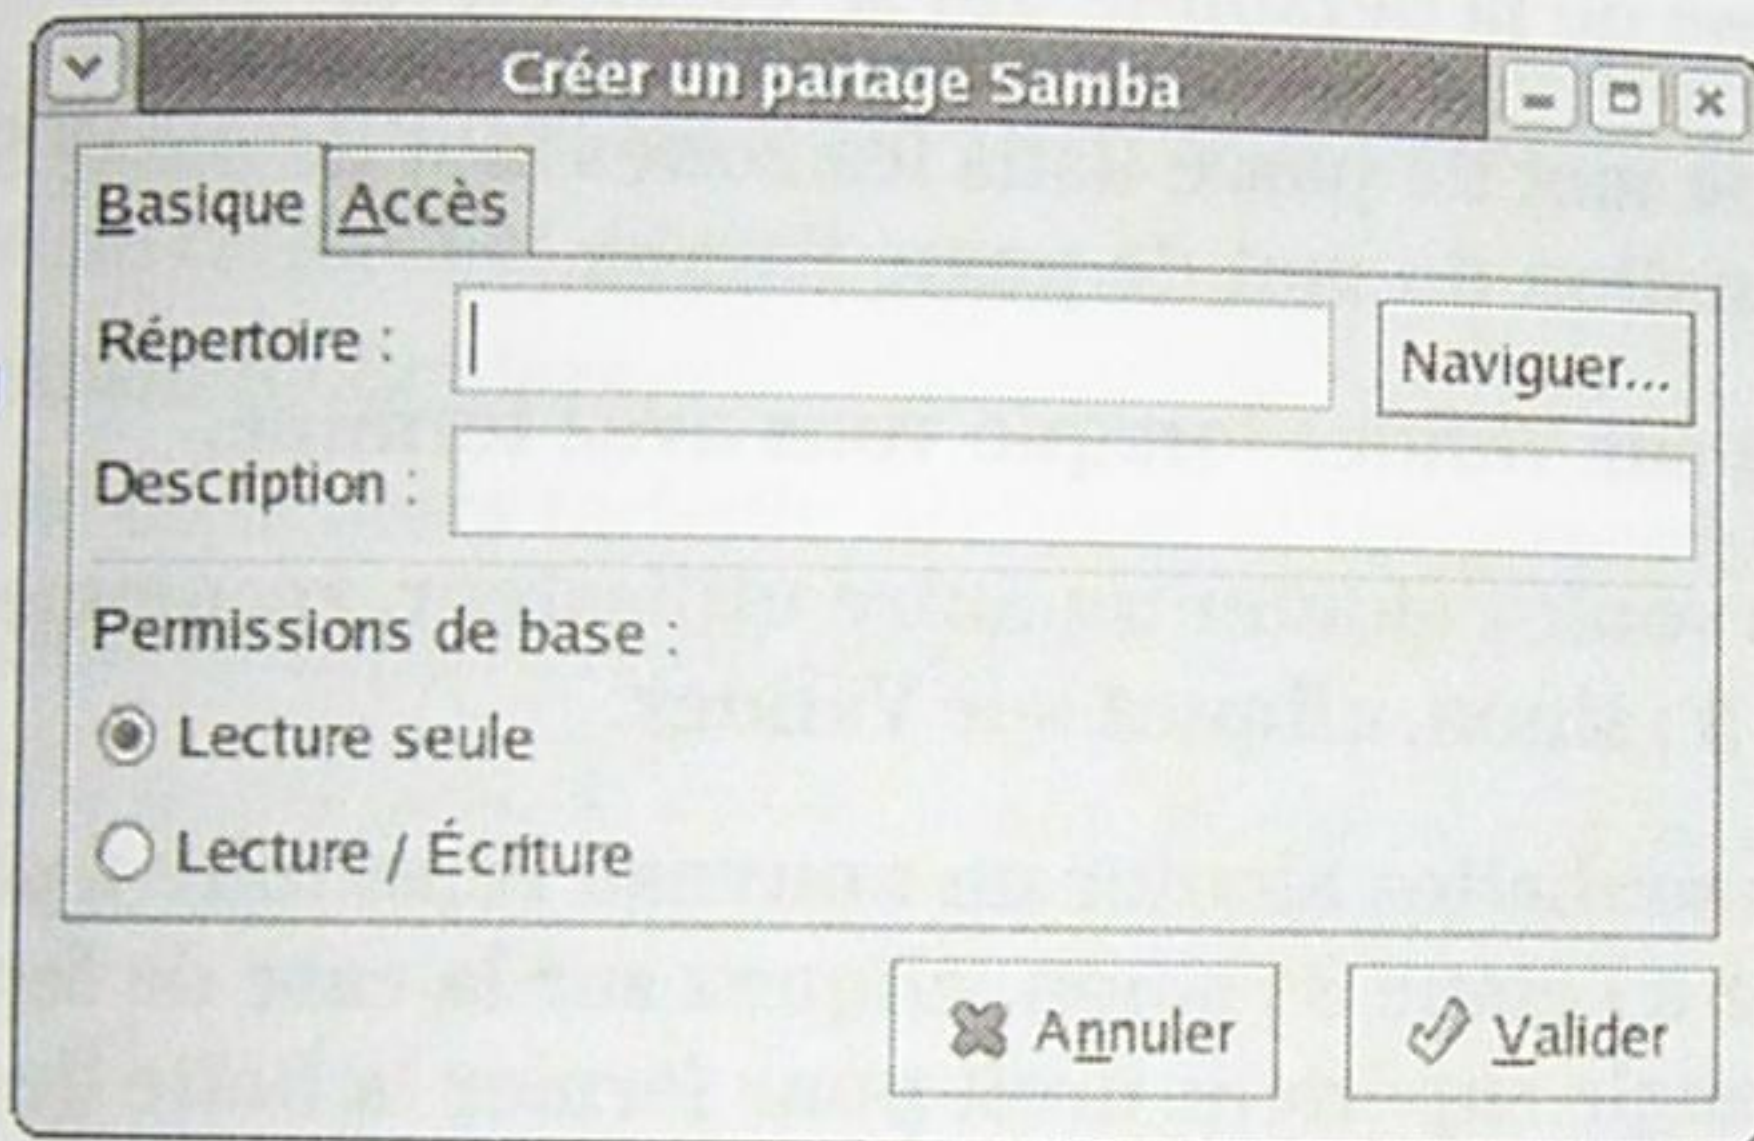 Créer un partage Samba
Basique Accès
Répertoire : Naviguer...
Description :
Permissions de base :
Lecture seule
Lecture / Écriture
Annuler Valider